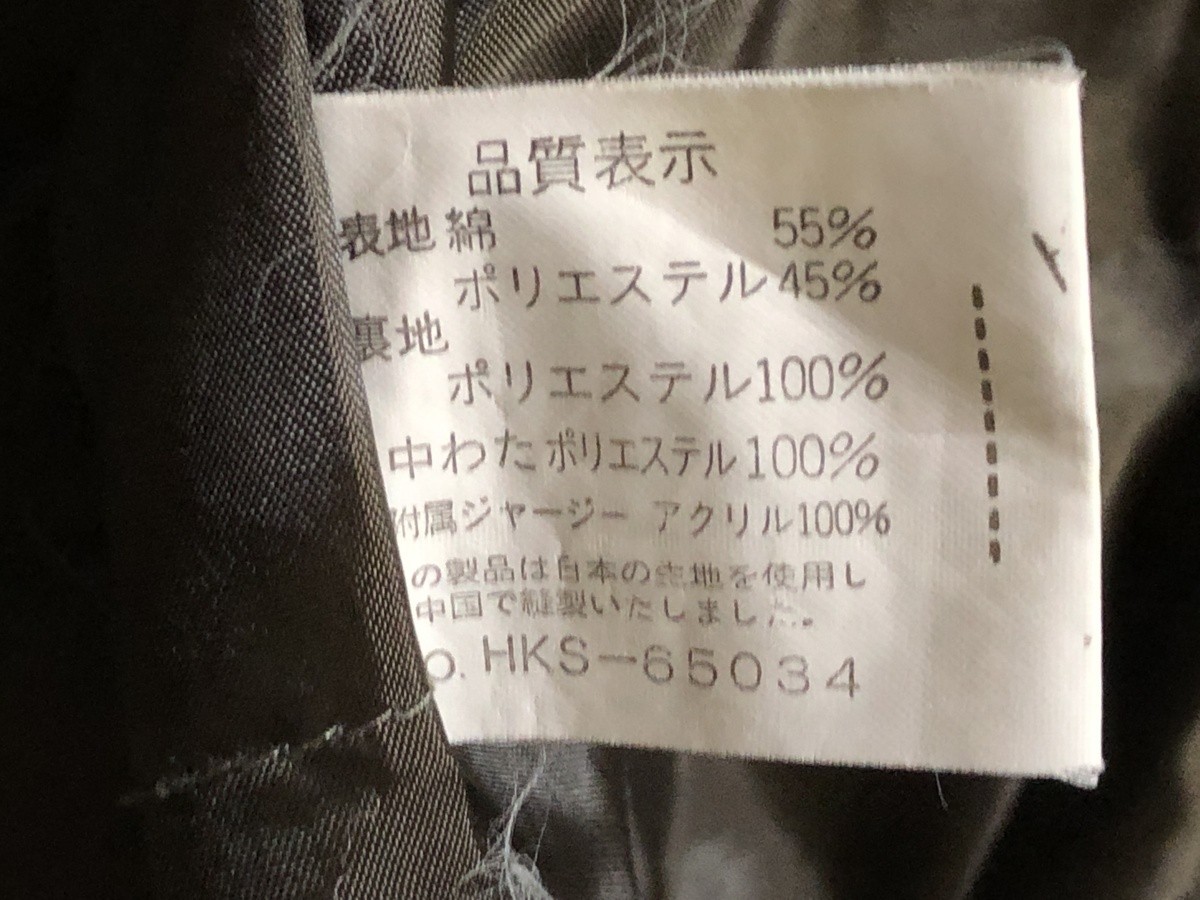 品質表示
表地 綿 55%
ポリエステル 45%
裏地
ポリエステル100%
中わた ポリエステル100%
付属ジャージー アクリル100%
の製品は日本の生地を使用し
中国で縫製いたしました。
o. HKS-65034